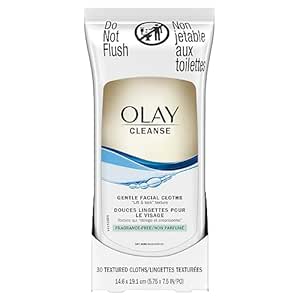 Do Not Flush
Non jetable aux toilettes
OLAY
CLEANSE
GENTLE FACIAL CLOTHS
"Lift & lock" texture
DOUCES LINGETTES POUR
LE VISAGE
FRAGRANCE-FREE/NON PARFUMÉ
30 TEXTURED CLOTHS/LINGETTES TEXTURÉES
14.6 x 19.1 cm (5.75 x 7.5 IN/PO)